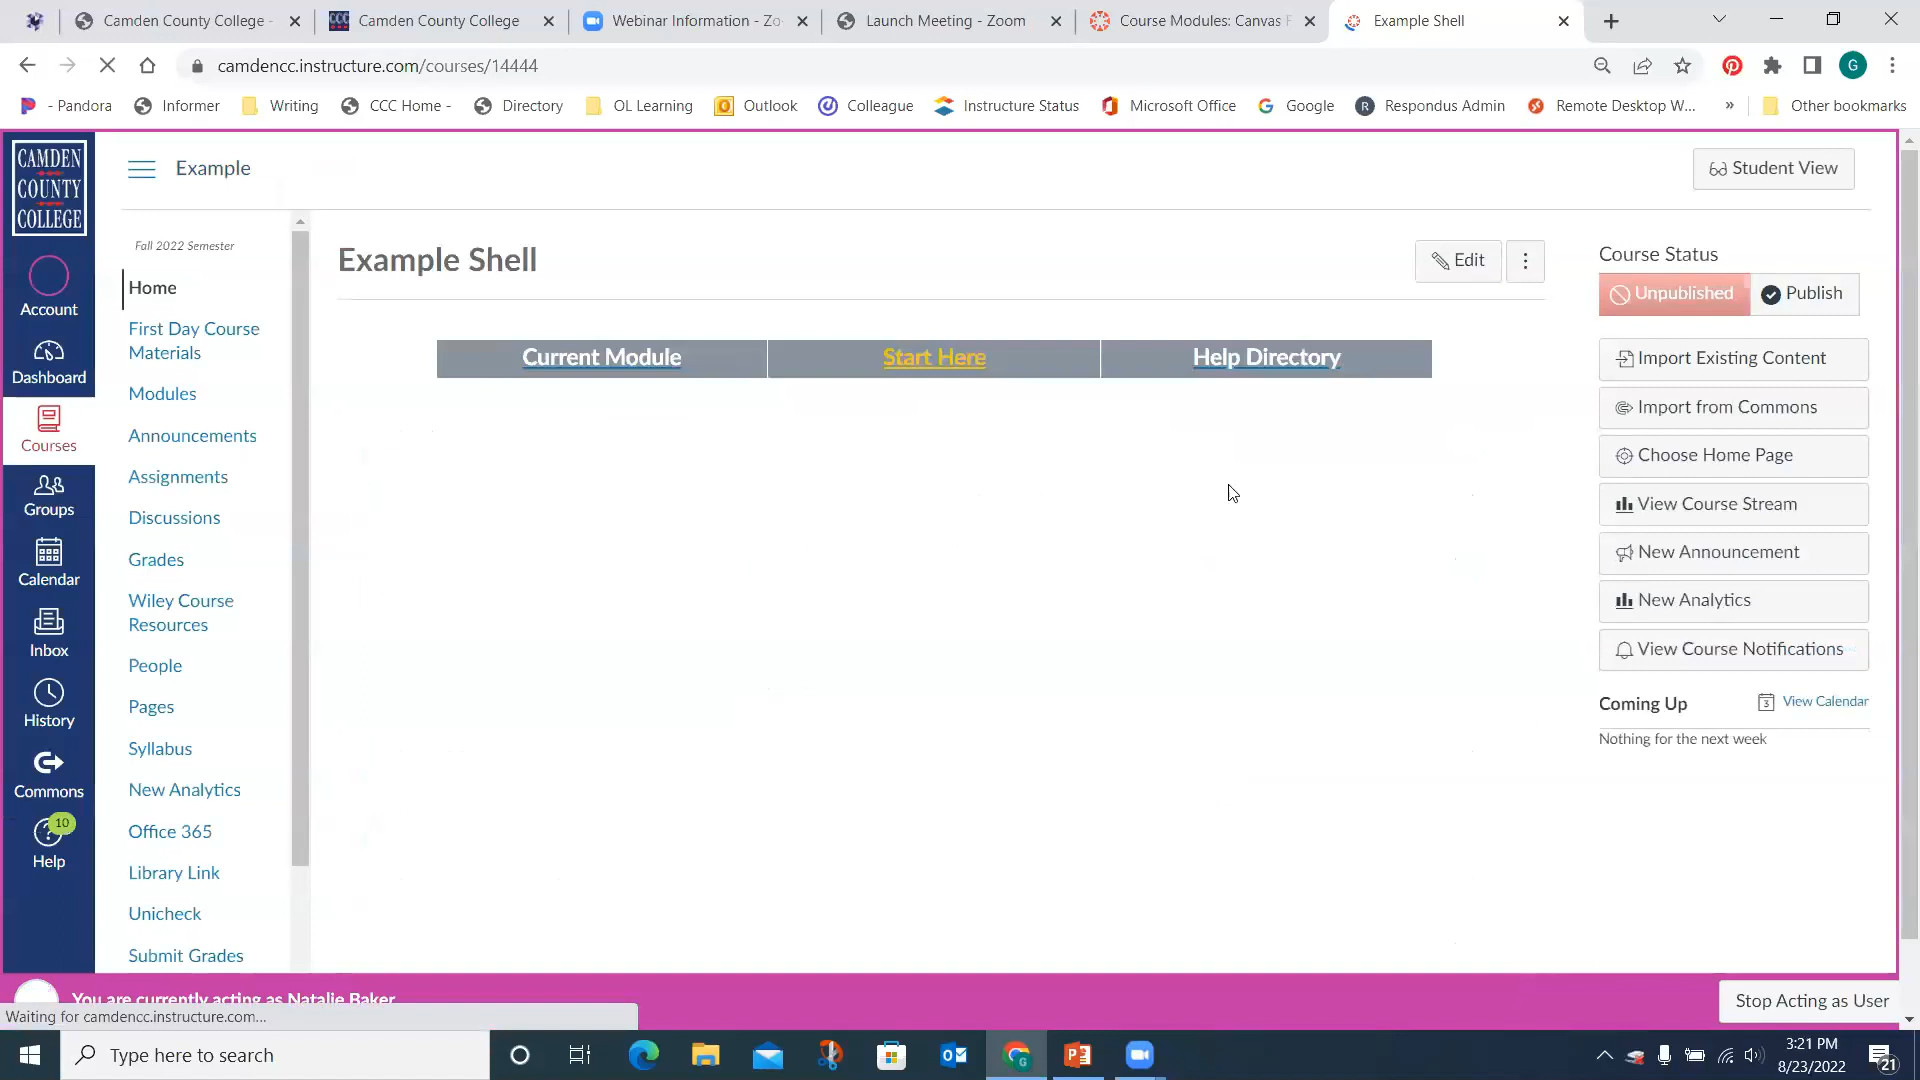 Camden County College -
Camden County College
Webinar Information - Zo
Launch Meeting - Zoom
Course Modules: Canvas F
Example Shell
camdencc.instructure.com/courses/14444
G
- Pandora
Informer
Writing
CCC Home -
Directory
OL Learning
Outlook
Colleague
Instructure Status
Microsoft Office
Google
Respondus Admin
Remote Desktop W...
»
Other bookmarks
CAMDEN
COUNTY
COLLEGE
Account
Dashboard
Courses
Groups
Calendar
Inbox
History
Commons
10
Help
Example
Student View
Fall 2022 Semester
Home
First Day Course
Materials
Modules
Announcements
Assignments
Discussions
Grades
Wiley Course
Resources
People
Pages
Syllabus
New Analytics
Office 365
Library Link
Unicheck
Submit Grades
Example Shell
Edit
Current Module
Start Here
Help Directory
Course Status
Unpublished
Publish
Import Existing Content
Import from Commons
Choose Home Page
View Course Stream
New Announcement
New Analytics
View Course Notifications
Coming Up
3
View Calendar
Nothing for the next week
You are currently acting as Natalie Baker
Stop Acting as User
Waiting for camdencc.instructure.com...
Type here to search
3:21 PM
8/23/2022
21